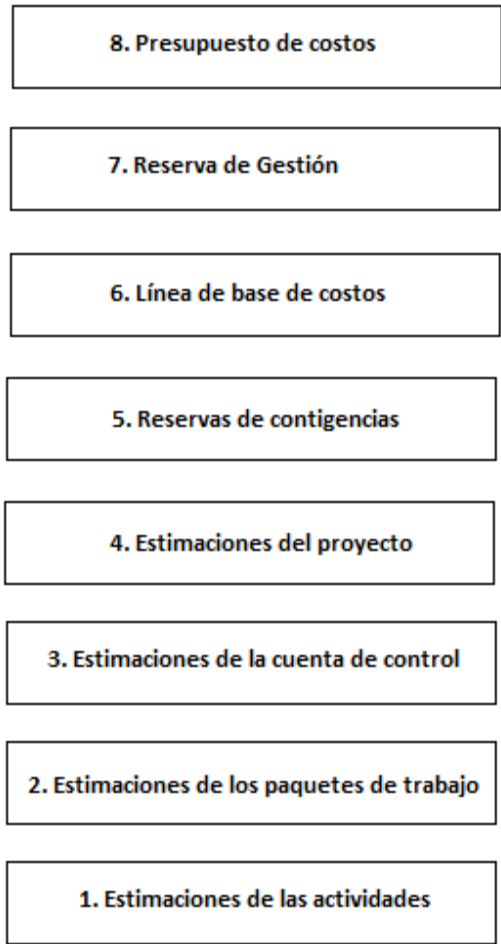 8. Presupuesto de costos
7. Reserva de Gestión
6. Línea de base de costos
5. Reservas de contigencias
4. Estimaciones del proyecto
3. Estimaciones de la cuenta de control
2. Estimaciones de los paquetes de trabajo
1. Estimaciones de las actividades